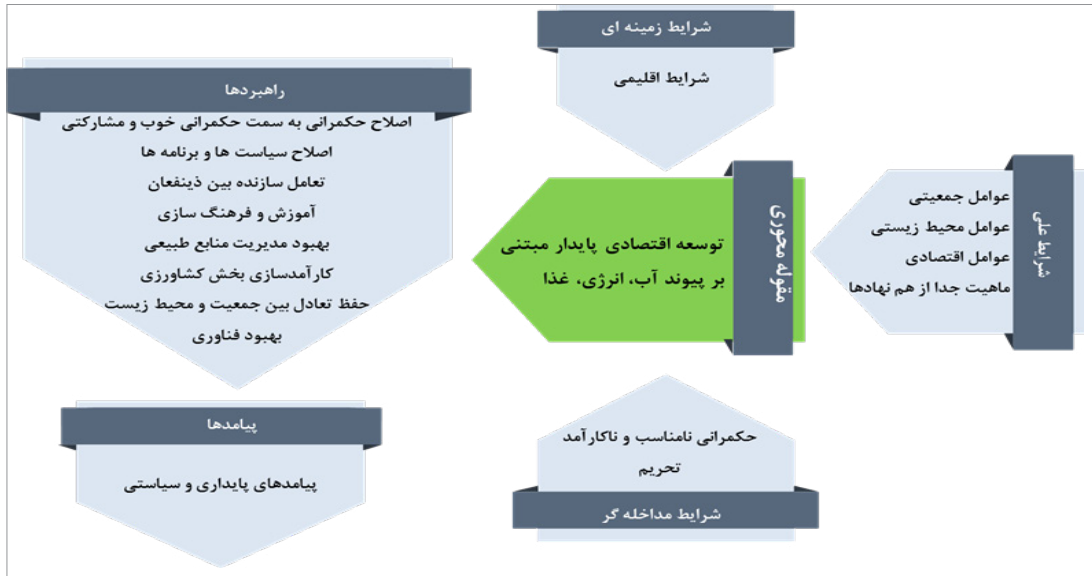 شرایط زمینه ای
شرایط اقلیمی
شرایط علی
عوامل جمعیتی
عوامل محیط زیستی
عوامل اقتصادی
ماهیت جدا از هم نهادها
مقوله محوری
توسعه اقتصادی پایدار مبتنی
بر پیوند آب، انرژی، غذا
حکمرانی نامناسب و ناکارآمد
تحریم
شرایط مداخله گر
راهبردها
اصلاح حکمرانی به سمت حکمرانی خوب و مشارکتی
اصلاح سیاست ها و برنامه ها
تعامل سازنده بین ذینفعان
آموزش و فرهنگ سازی
بهبود مدیریت منابع طبیعی
کارآمدسازی بخش کشاورزی
حفظ تعادل بین جمعیت و محیط زیست
بهبود فناوری
پیامدها
پیامدهای پایداری و سیاستی